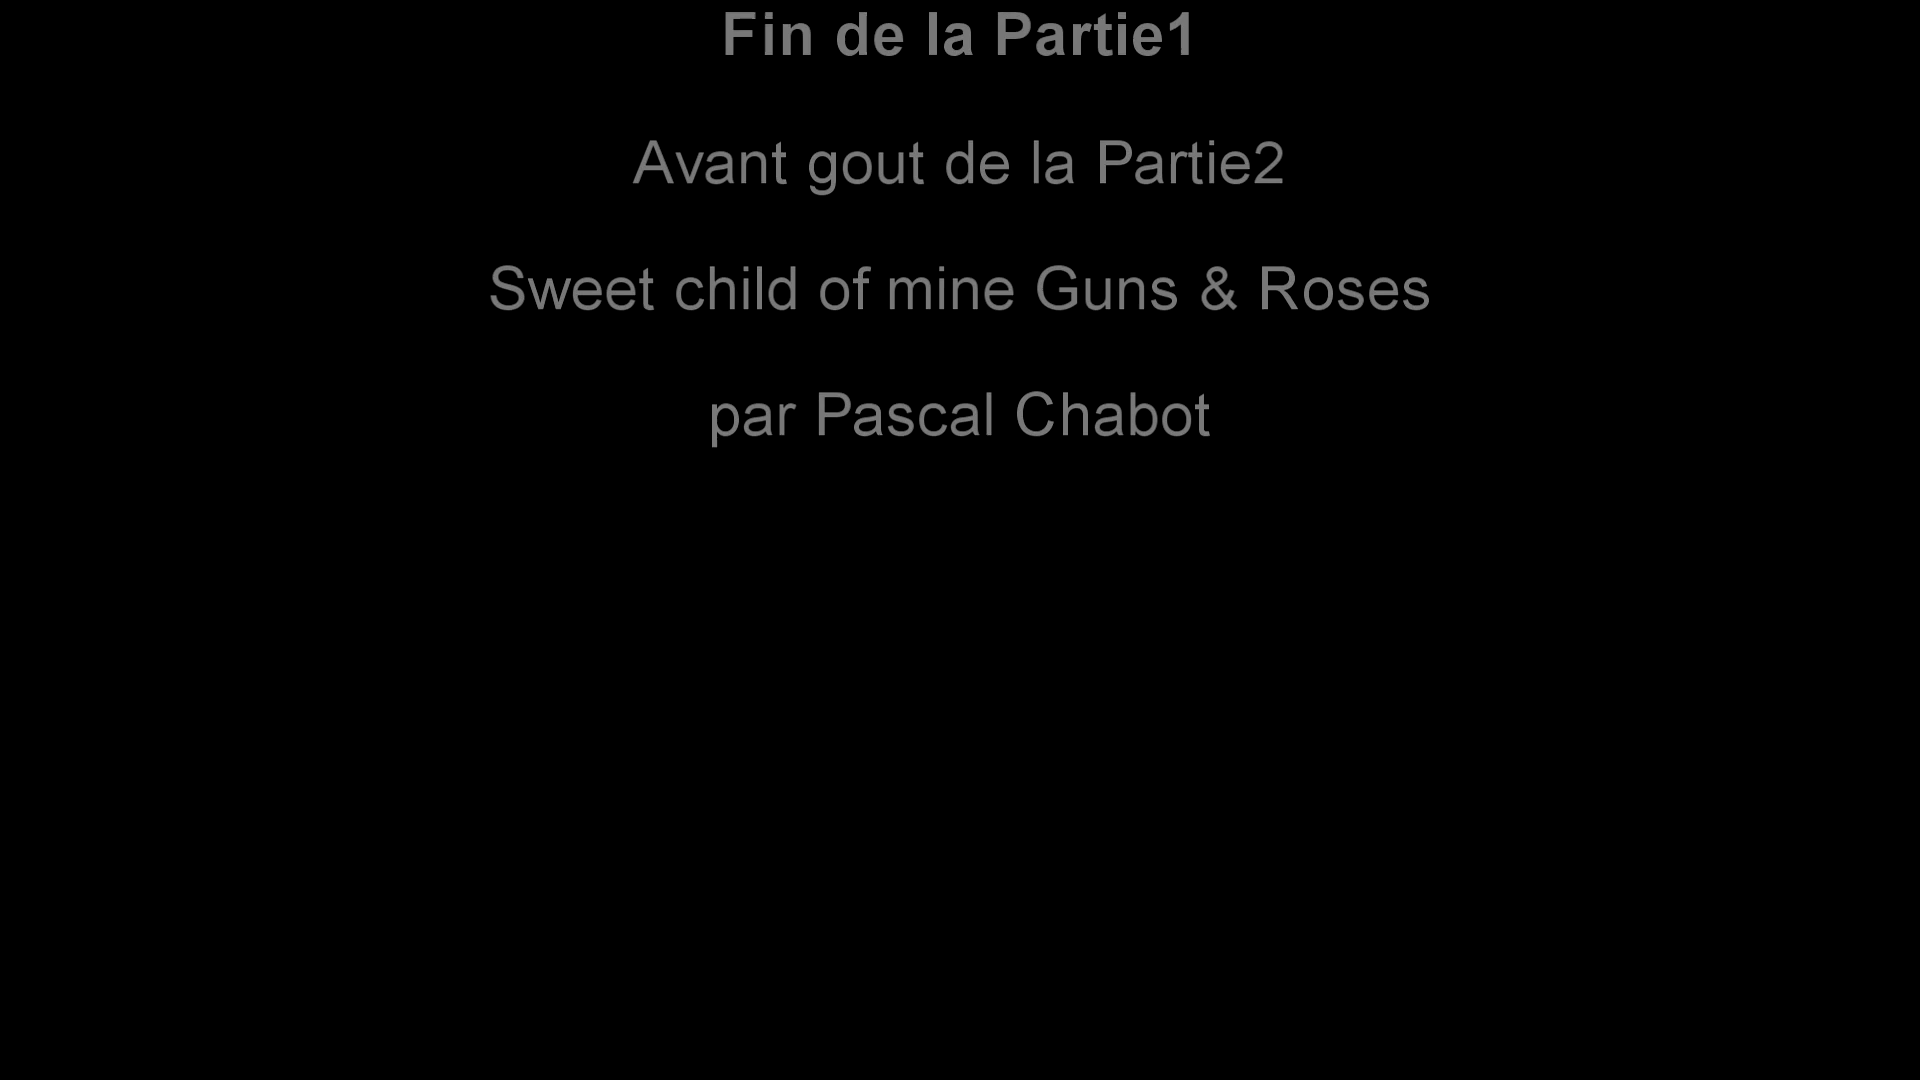 Fin de la Partie1
Avant gout de la Partie2
Sweet child of mine Guns & Roses
par Pascal Chabot